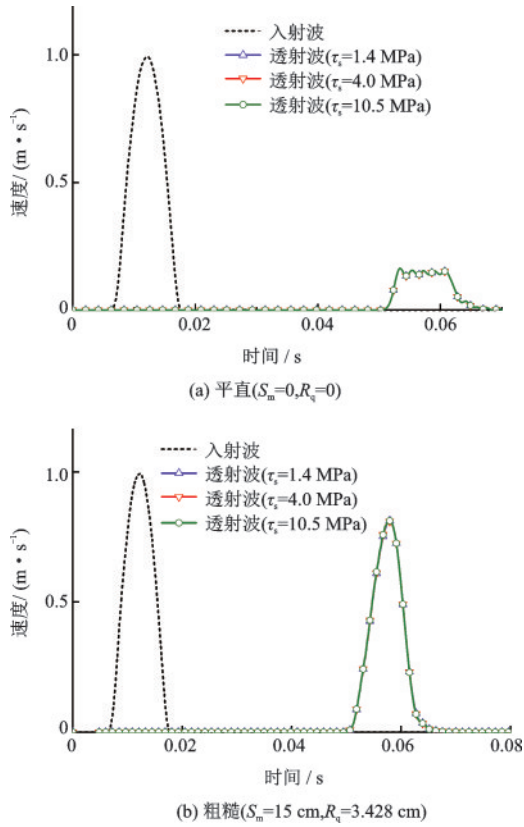 入射波
透射波(τs=1.4 MPa)
透射波(τs=4.0 MPa)
透射波(τs=10.5 MPa)
1.0
0.5
0
速度/ (m•s⁻¹)
0 0.02 0.04 0.06
时间 / s
(a) 平直(Sm=0,Rq=0)
入射波
透射波(τs=1.4 MPa)
透射波(τs=4.0 MPa)
透射波(τs=10.5 MPa)
1.0
0.5
0
速度/ (m•s⁻¹)
0 0.02 0.04 0.06 0.08
时间 / s
(b) 粗糙(Sm=15 cm,Rq=3.428 cm)